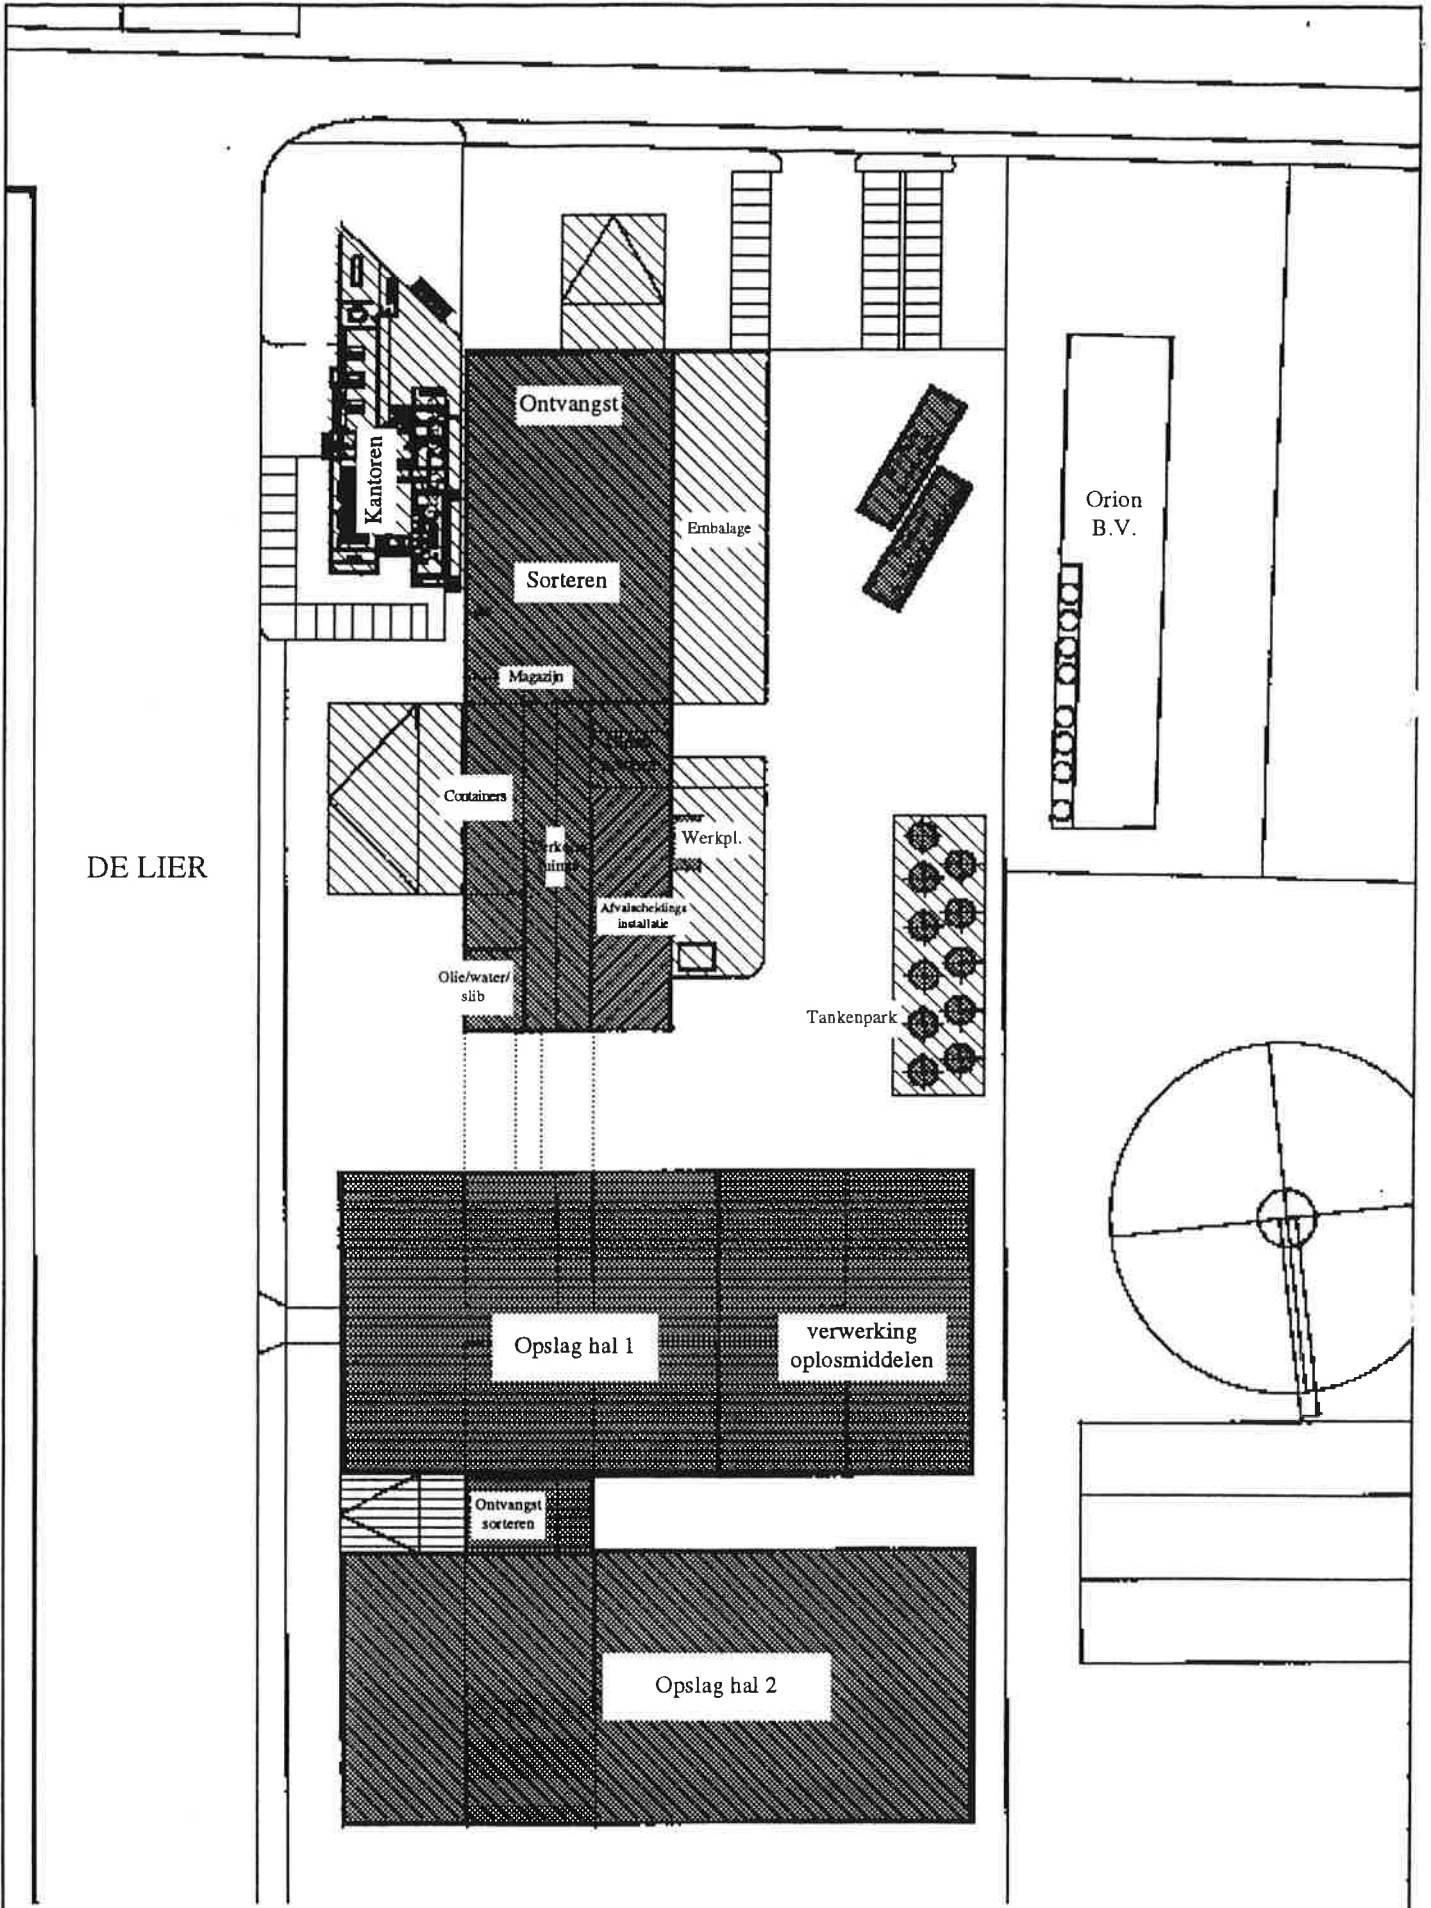 Ontvangst
Kantoren
Orion
B.V.
Embalage
Sorteren
Magazijn
Containers
Werkpl.
DE LIER
Afvalscheidings
installatie
Olie/water/
slib
Tankenpark
Opslag hal 1
verwerking
oplosmiddelen
Ontvangst
sorteren
Opslag hal 2